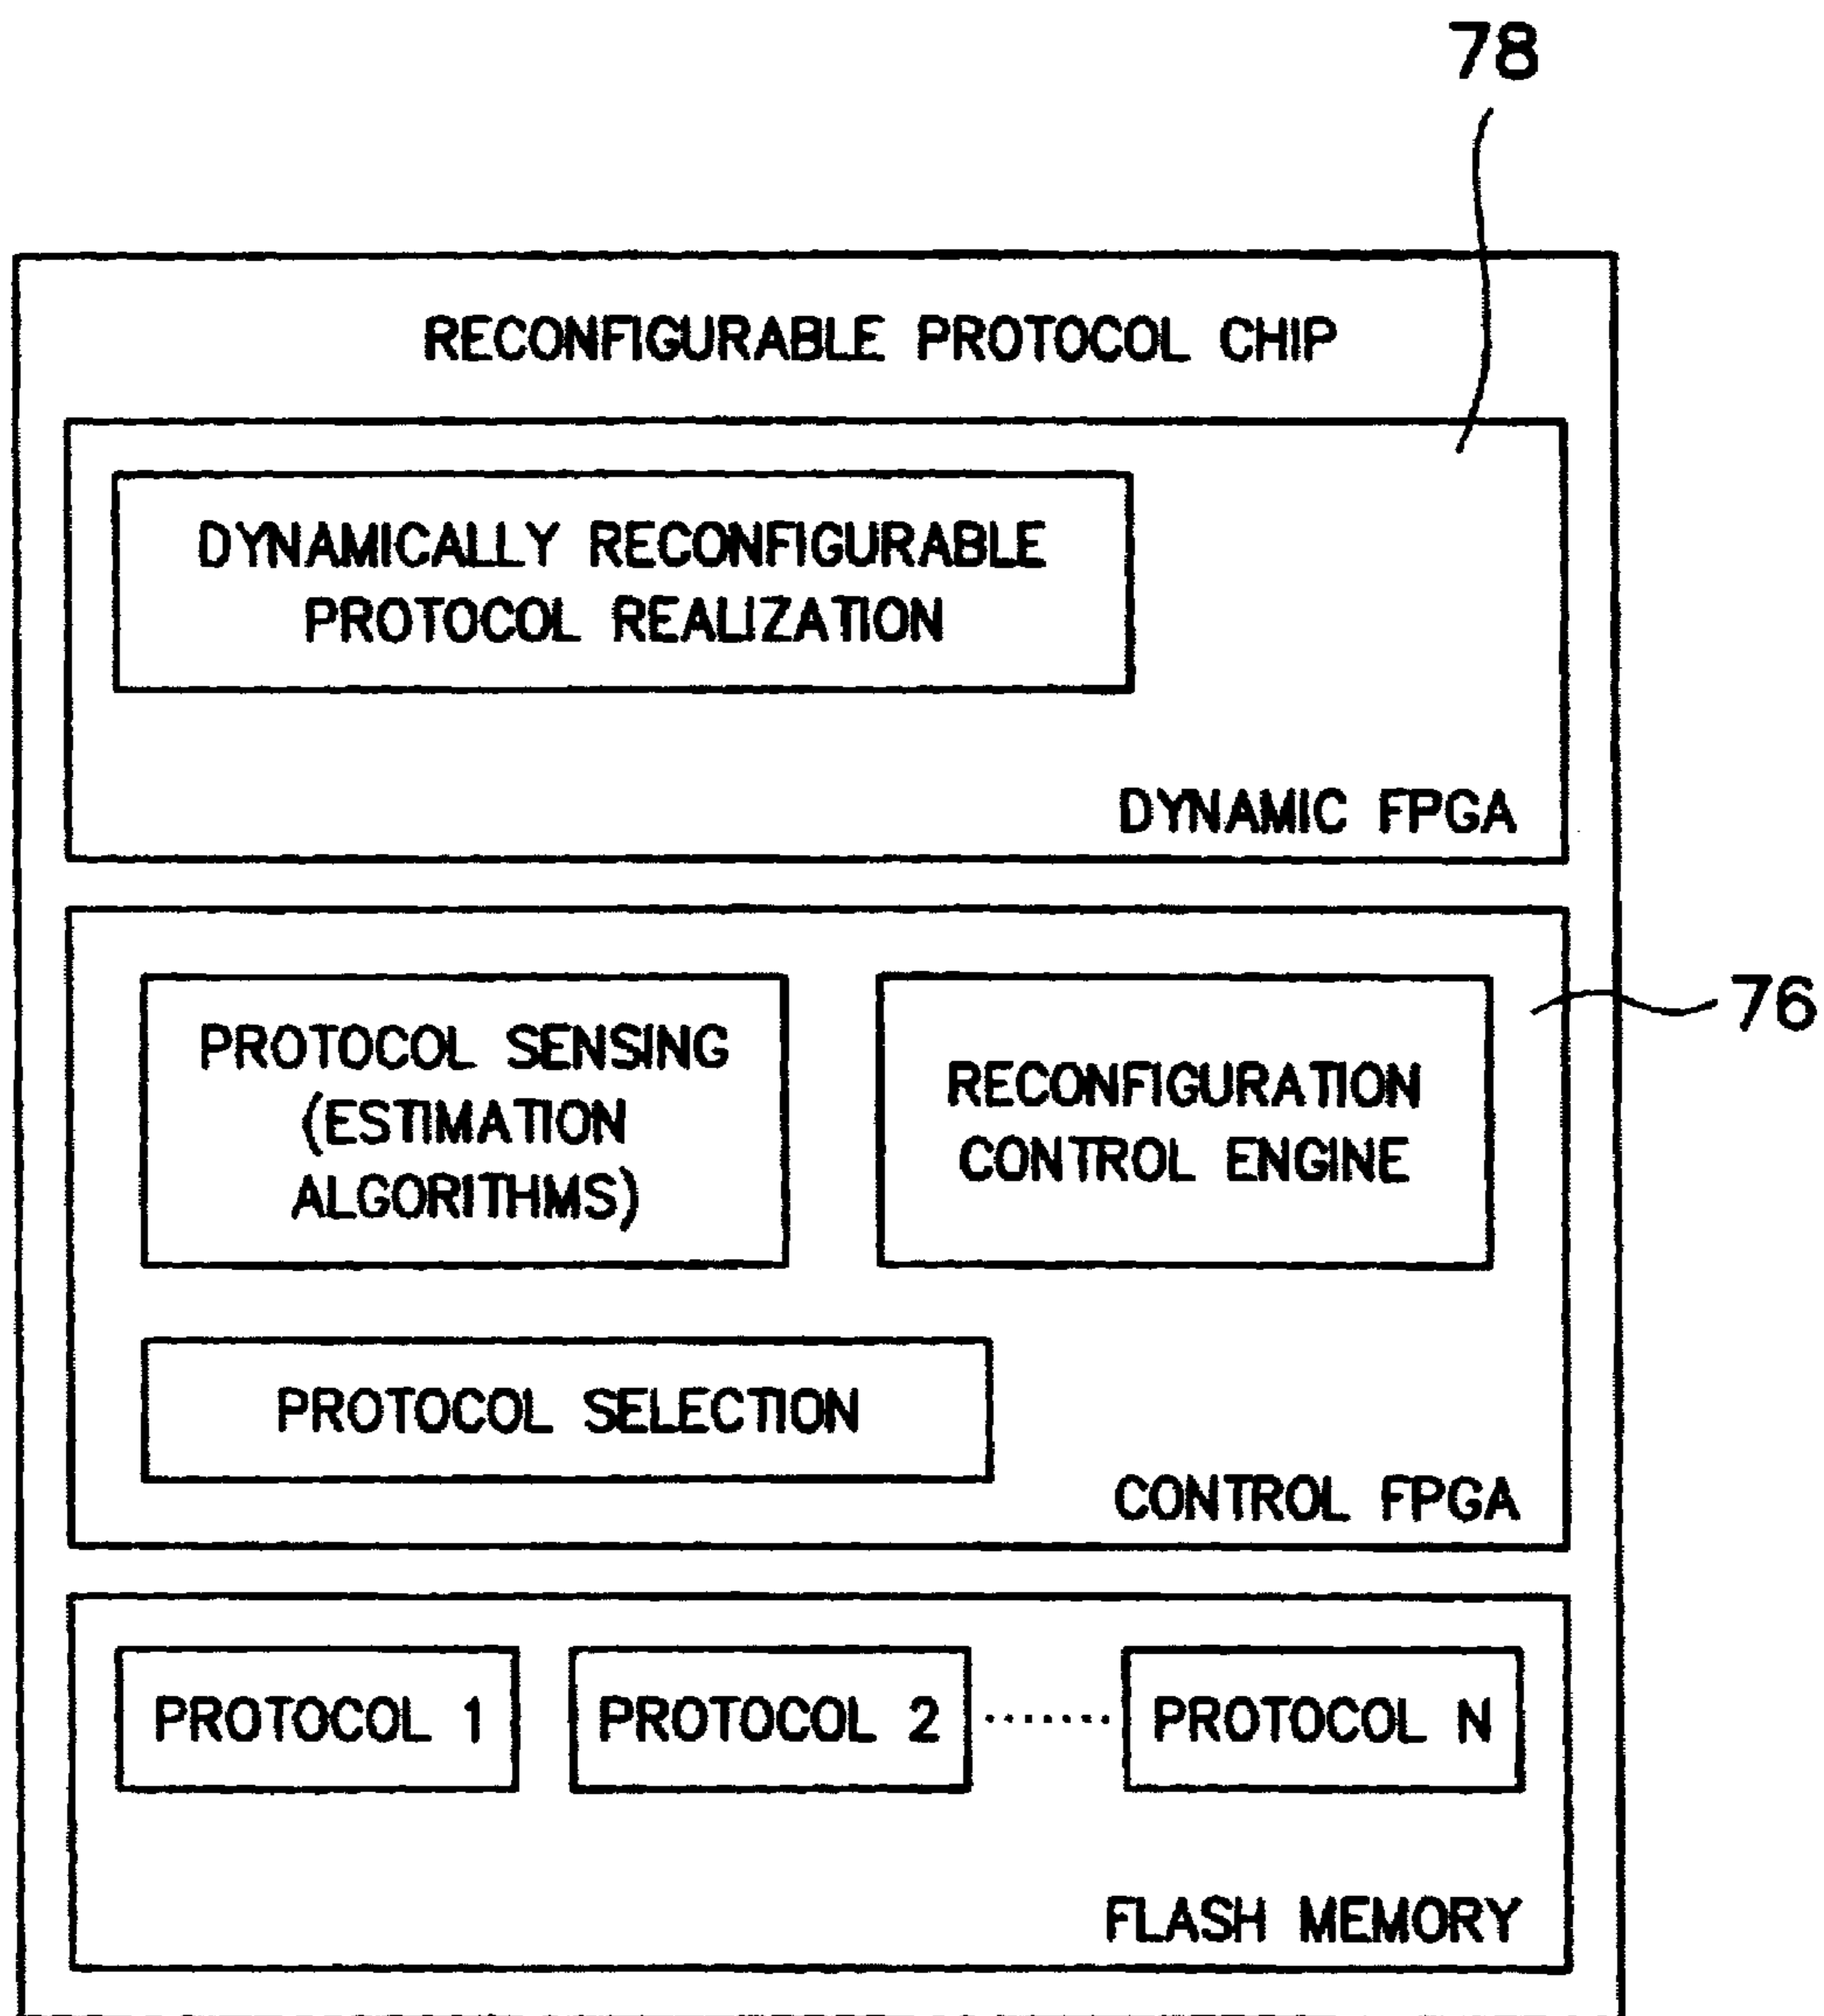 78
RECONFIGURABLE PROTOCOL CHIP
DYNAMICALLY RECONFIGURABLE
PROTOCOL REALIZATION
DYNAMIC FPGA
76
PROTOCOL SENSING
(ESTIMATION
ALGORITHMS)
RECONFIGURATION
CONTROL ENGINE
PROTOCOL SELECTION
CONTROL FPGA
PROTOCOL 1
PROTOCOL 2
PROTOCOL N
FLASH MEMORY